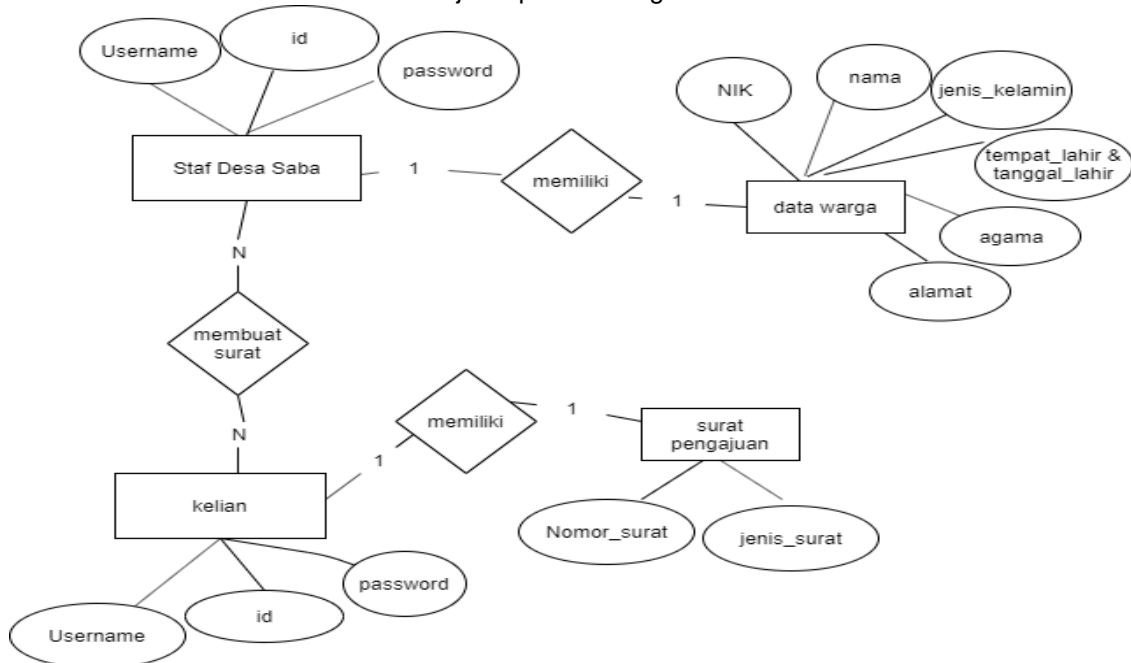 Username
id
password
NIK
nama
jenis_kelamin
tempat_lahir &
tanggal_lahir
agama
alamat
Staf Desa Saba
1
memiliki
1
data warga
N
membuat
surat
N
memiliki
1
1
surat
pengajuan
kelian
Nomor_surat
jenis_surat
password
id
Username